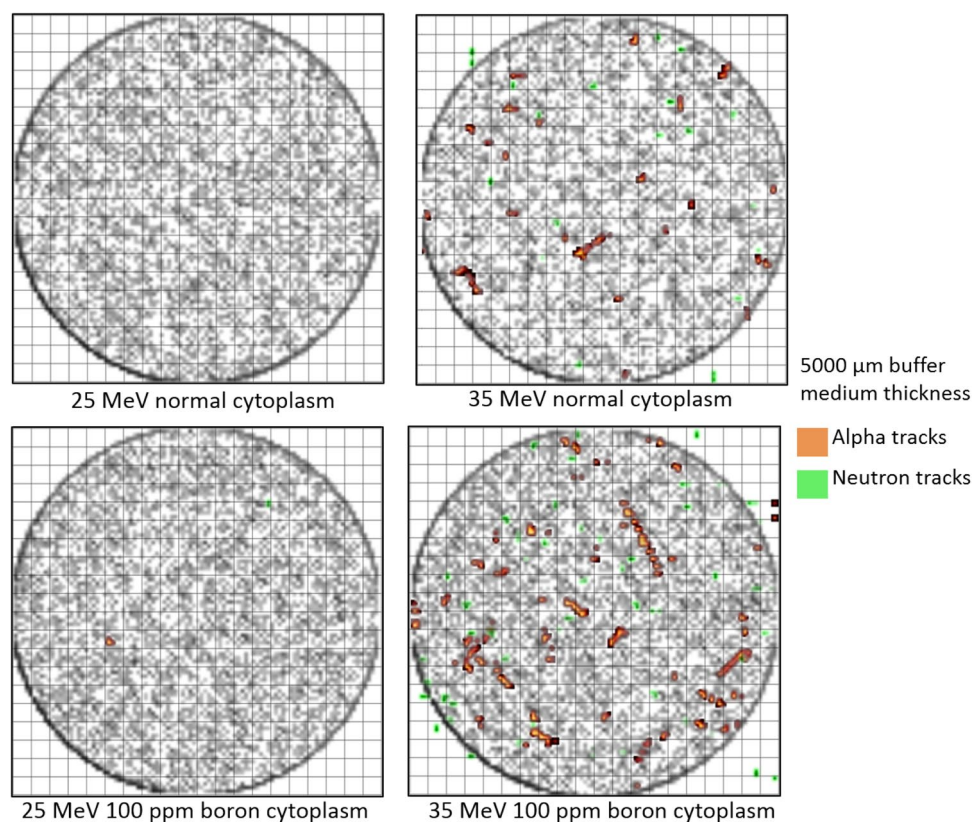 25 MeV normal cytoplasm
35 MeV normal cytoplasm
5000 µm buffer
medium thickness
Alpha tracks
Neutron tracks
25 MeV 100 ppm boron cytoplasm
35 MeV 100 ppm boron cytoplasm